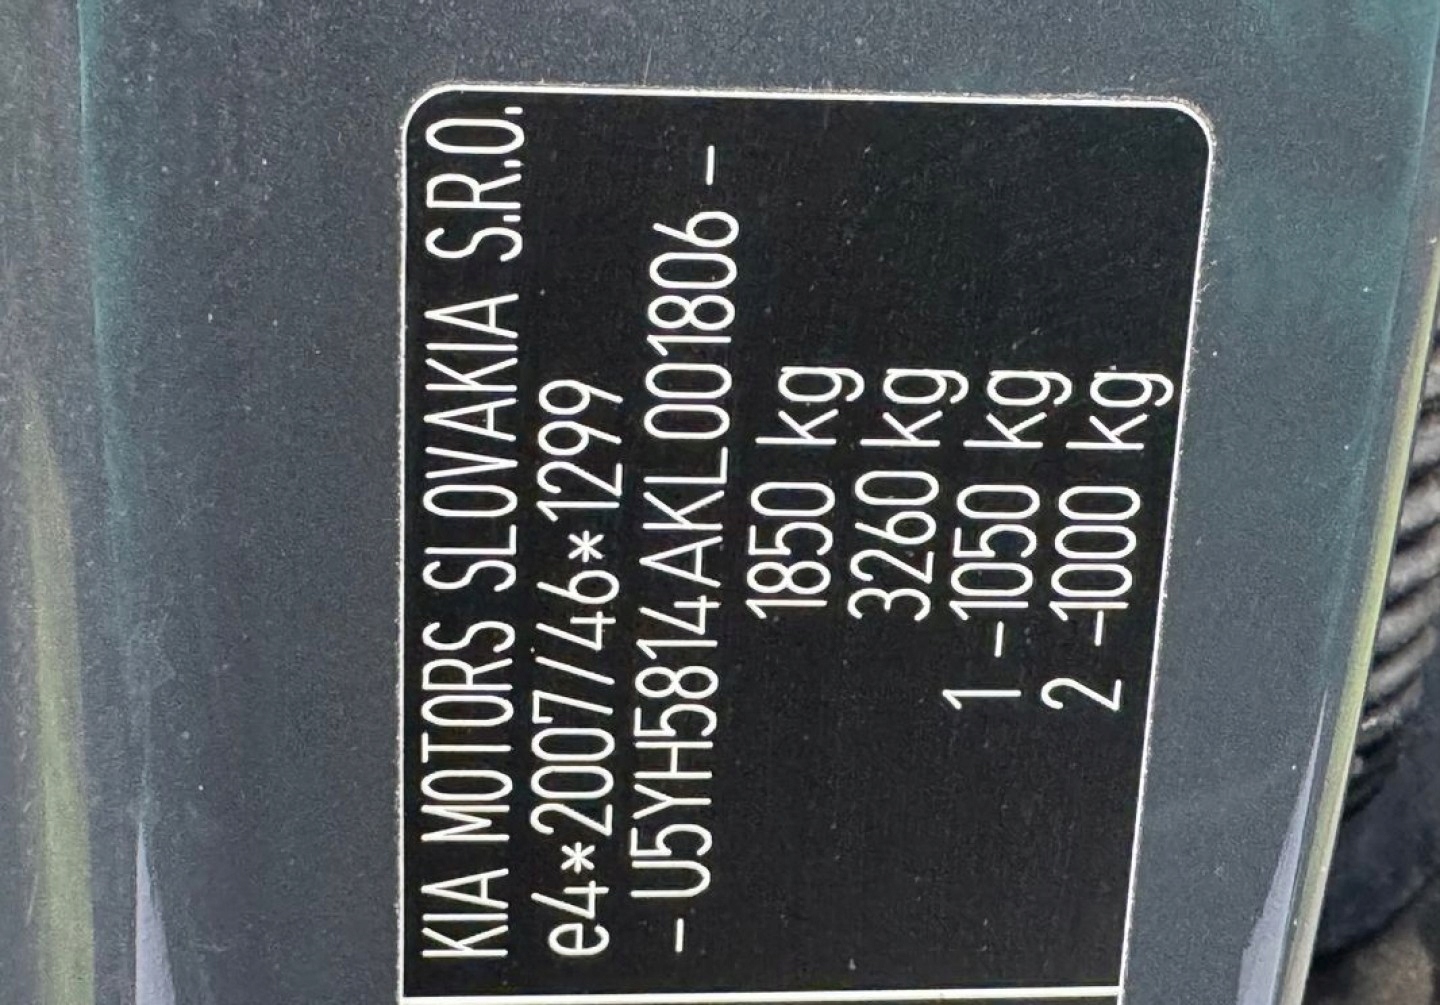 KIA MOTORS SLOVAKIA S.R.O.
e4*2007/46*1299
- U5YH5814AKL001806 -
1850 kg
3260 kg
1 -1050 kg
2 -1000 kg